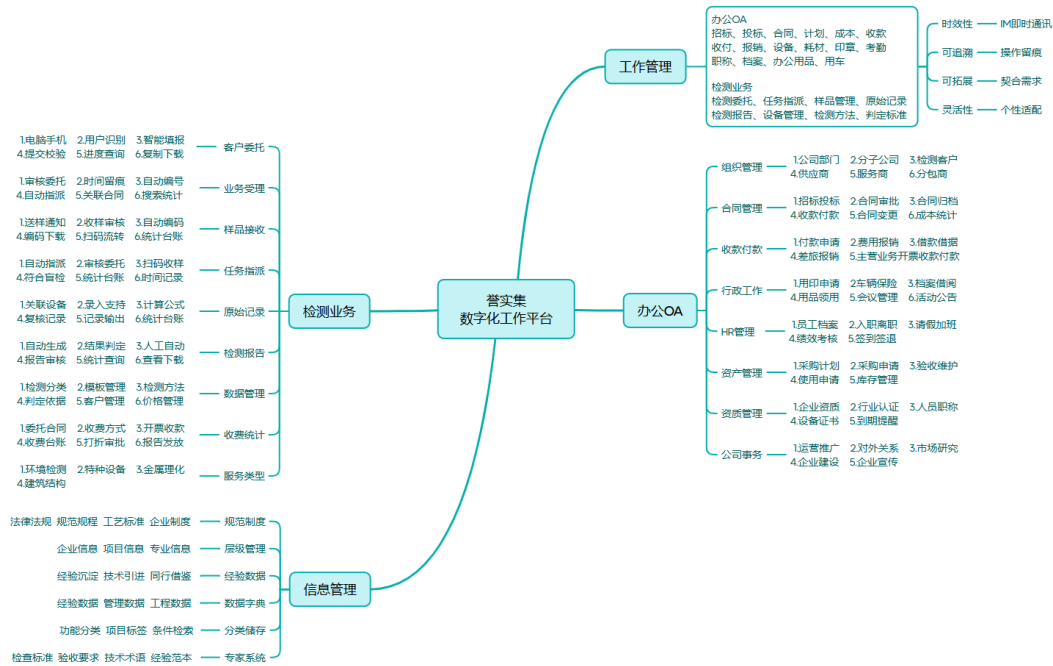 誉实集
数字化工作平台
工作管理
办公OA
招标、投标、合同、计划、成本、收款
收付、报销、设备、耗材、印章、考勤
职称、档案、办公用品、用车
检测业务
检测委托、任务指派、样品管理、原始记录
检测报告、设备管理、检测方法、判定标准
时效性 IM即时通讯
可追溯 操作留痕
可拓展 契合需求
灵活性 个性适配
办公OA
组织管理
1.公司部门 2.分子公司 3.检测客户
4.供应商 5.服务商 6.分包商
合同管理
1.招标投标 2.合同审批 3.合同归档
4.收款付款 5.合同变更 6.成本统计
收款付款
1.付款申请 2.费用报销 3.借款借据
4.差旅报销 5.主营业务开票收款付款
行政工作
1.用印申请 2.车辆保险 3.档案借阅
4.用品领用 5.会议管理 6.活动公告
HR管理
1.员工档案 2.入职离职 3.请假加班
4.绩效考核 5.签到签退
资产管理
1.采购计划 2.采购申请 3.验收维护
4.使用申请 5.库存管理
资质管理
1.企业资质 2.行业认证 3.人员职称
4.设备证书 5.到期提醒
公司事务
1.运营推广 2.对外关系 3.市场研究
4.企业建设 5.企业宣传
检测业务
客户委托
1.电脑手机 2.用户识别 3.智能填报
4.提交校验 5.进度查询 6.复制下载
业务受理
1.审核委托 2.时间留痕 3.自动编号
4.自动指派 5.关联合同 6.搜索统计
样品接收
1.送样通知 2.收样审核 3.自动编码
4.编码下载 5.扫码流转 6.统计台账
任务指派
1.自动指派 2.审核委托 3.扫码收样
4.符合盲检 5.统计台账 6.时间记录
原始记录
1.关联设备 2.录入支持 3.计算公式
4.复核记录 5.记录输出 6.统计台账
检测报告
1.自动生成 2.结果判定 3.人工自动
4.报告审核 5.统计查询 6.查看下载
数据管理
1.检测分类 2.模板管理 3.检测方法
4.判定依据 5.客户管理 6.价格管理
收费统计
1.委托合同 2.收费方式 3.开票收款
4.收费台账 5.打折审批 6.报告发放
服务类型
1.环境检测 2.特种设备 3.金属理化
4.建筑结构
信息管理
法律法规 规范规程 工艺标准 企业制度 规范制度
企业信息 项目信息 专业信息 层级管理
经验沉淀 技术引进 同行借鉴 经验数据
经验数据 管理数据 工程数据 数据字典
功能分类 项目标签 条件检索 分类储存
检查标准 验收要求 技术术语 经验范本 专家系统